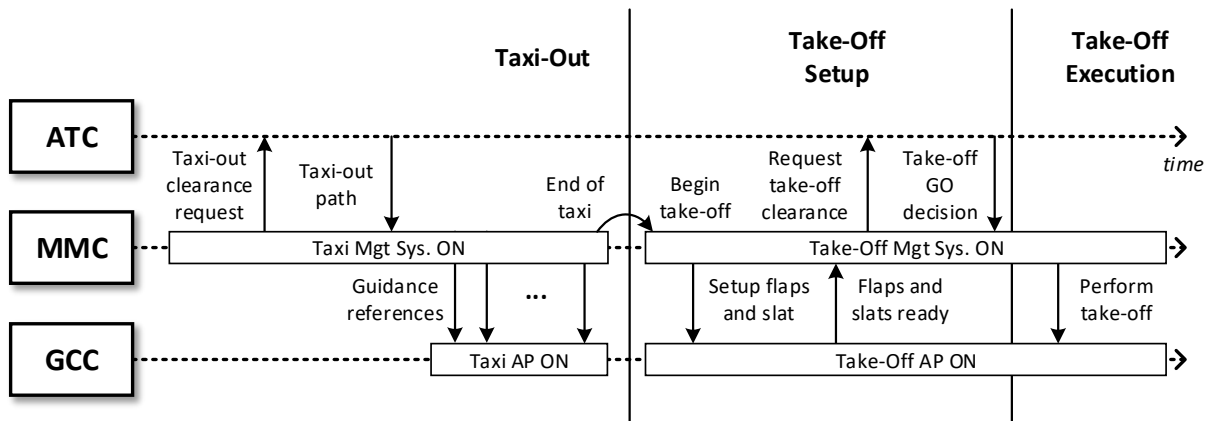 Taxi-Out
Take-Off
Setup
Take-Off
Execution
ATC
time
Taxi-out
clearance
request
Taxi-out
path
End of
taxi
Begin
take-off
Request
take-off
clearance
Take-off
GO
decision
MMC
Taxi Mgt Sys. ON
Take-Off Mgt Sys. ON
Guidance
references
...
Setup flaps
and slat
Flaps and
slats ready
Perform
take-off
GCC
Taxi AP ON
Take-Off AP ON